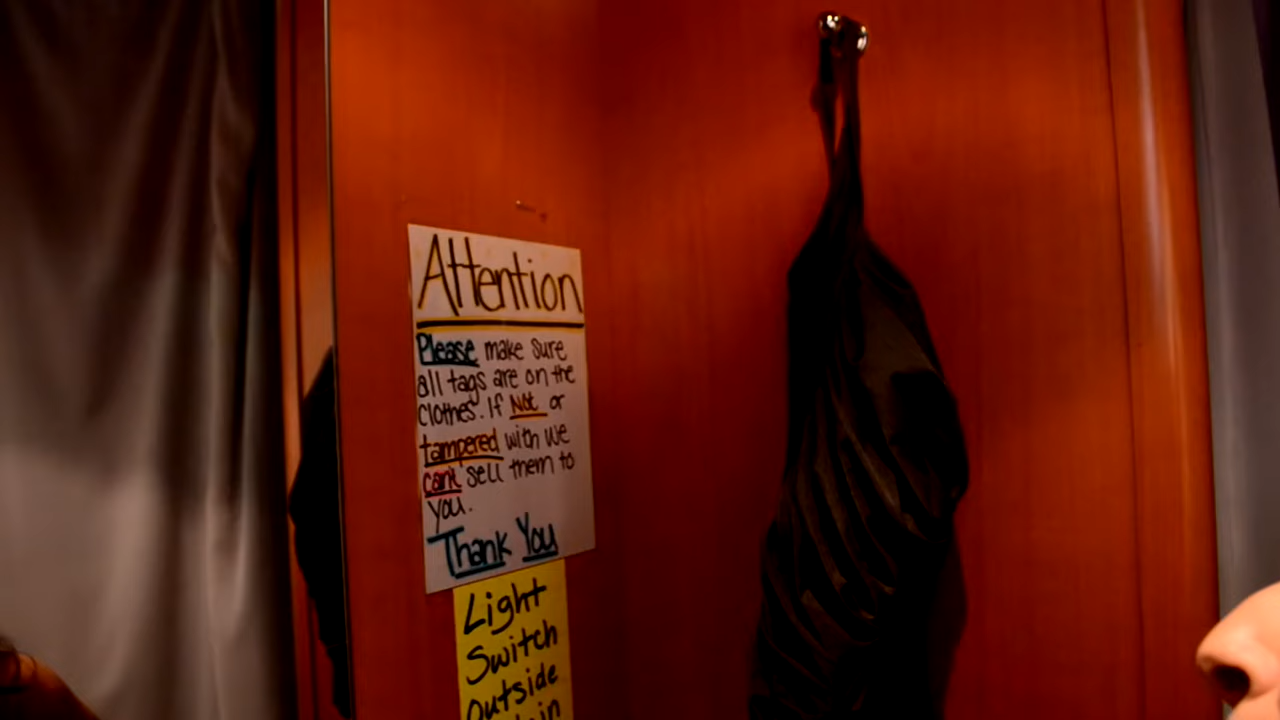 Attention
Please make sure
all tags are on the
clothes. If Not or
tampered with we
can't sell them to
you.
Thank You
Light
Switch
Outside